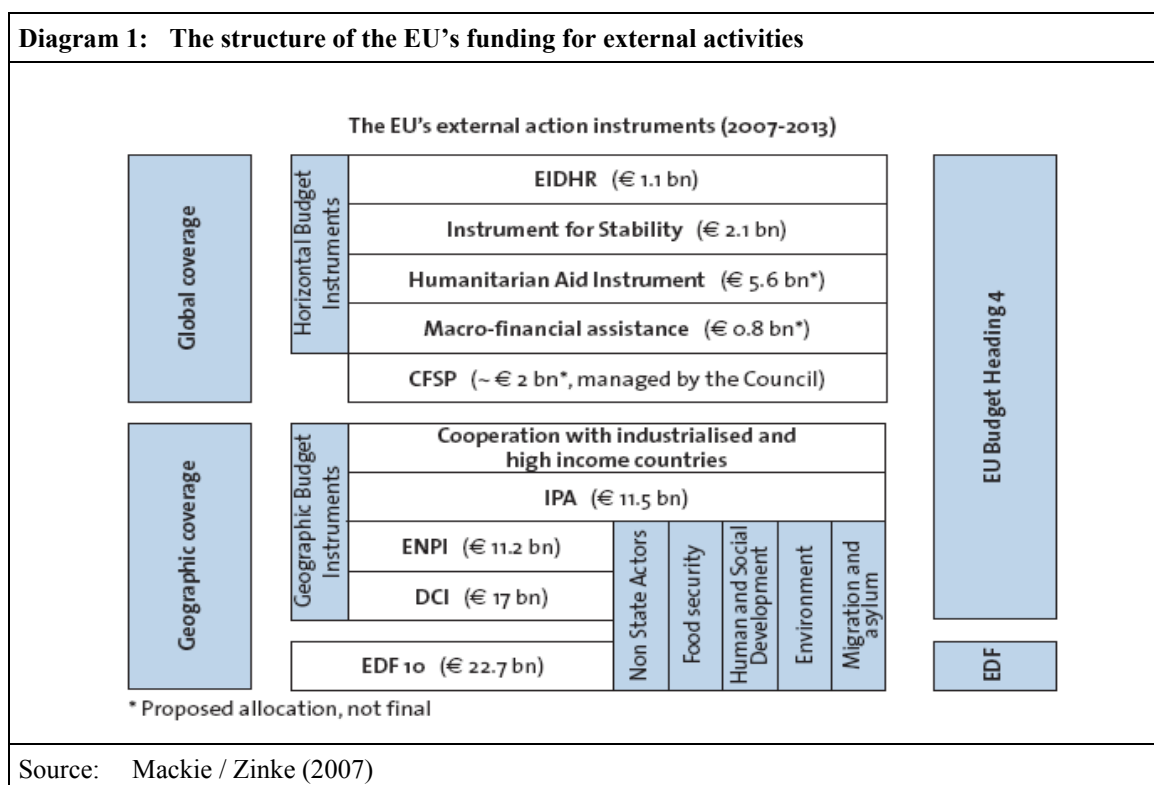 Diagram 1: The structure of the EU's funding for external activities
The EU's external action instruments (2007-2013)
Global coverage
Horizontal Budget
Instruments
EIDHR (€ 1.1 bn)
Instrument for Stability (€ 2.1 bn)
Humanitarian Aid Instrument (€ 5.6 bn*)
Macro-financial assistance (€ 0.8 bn*)
CFSP (~ € 2 bn*, managed by the Council)
EU Budget Heading 4
Geographic coverage
Geographic Budget
Instruments
Cooperation with industrialised and
high income countries
IPA (€ 11.5 bn)
ENPI (€ 11.2 bn)
DCI (€ 17 bn)
EDF 10 (€ 22.7 bn)
Non State Actors
Food security
Human and Social
Development
Environment
Migration and
asylum
EDF
* Proposed allocation, not final
Source: Mackie / Zinke (2007)